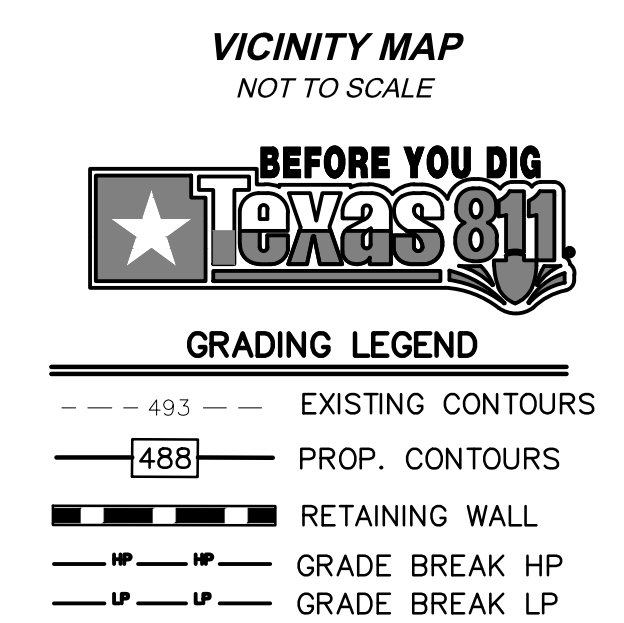 VICINITY MAP
NOT TO SCALE
BEFORE YOU DIG
Texas 811
GRADING LEGEND
493 EXISTING CONTOURS
488 PROP. CONTOURS
RETAINING WALL
HP HP GRADE BREAK HP
LP LP GRADE BREAK LP